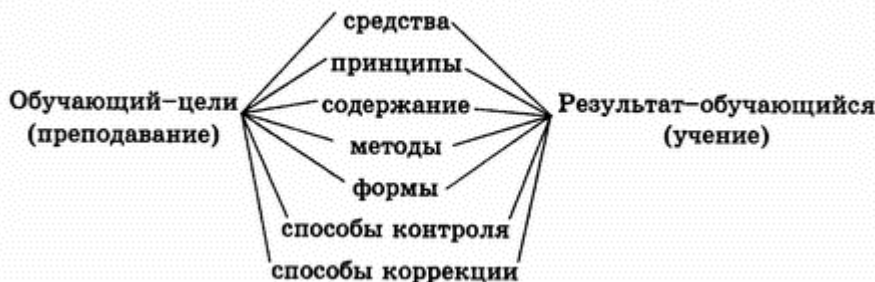 средства
принципы
Обучающий–цели
(преподавание)
содержание
методы
формы
способы контроля
способы коррекции
Результат–обучающийся
(учение)